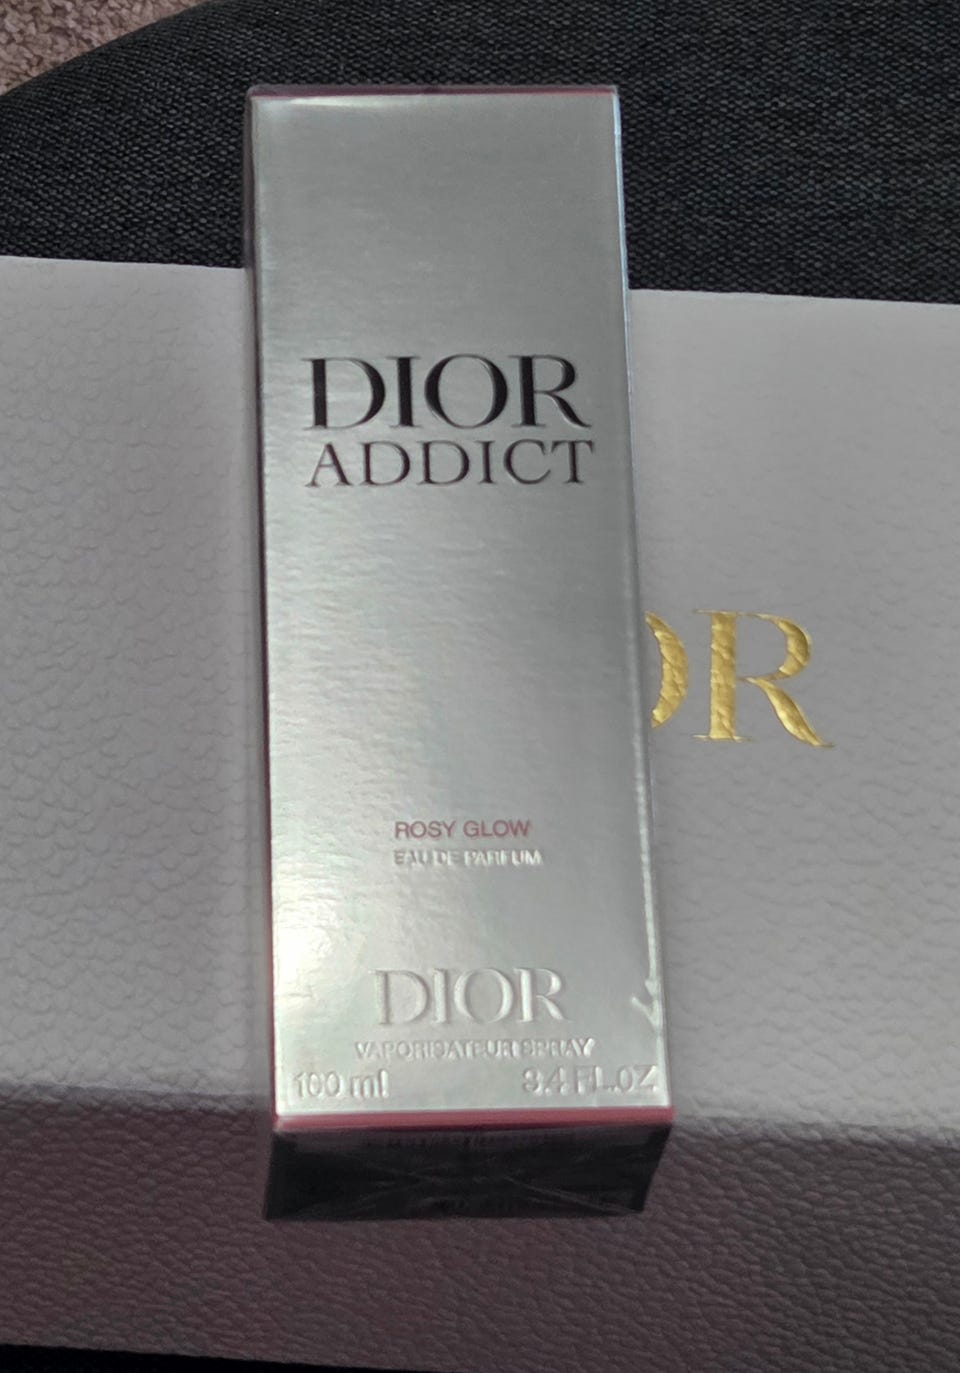 DIOR
ADDICT
OR
ROSY GLOW
EAU DE PARFUM
DIOR
VAPORISATEUR SPRAY
100 ml 3.4 FL.OZ